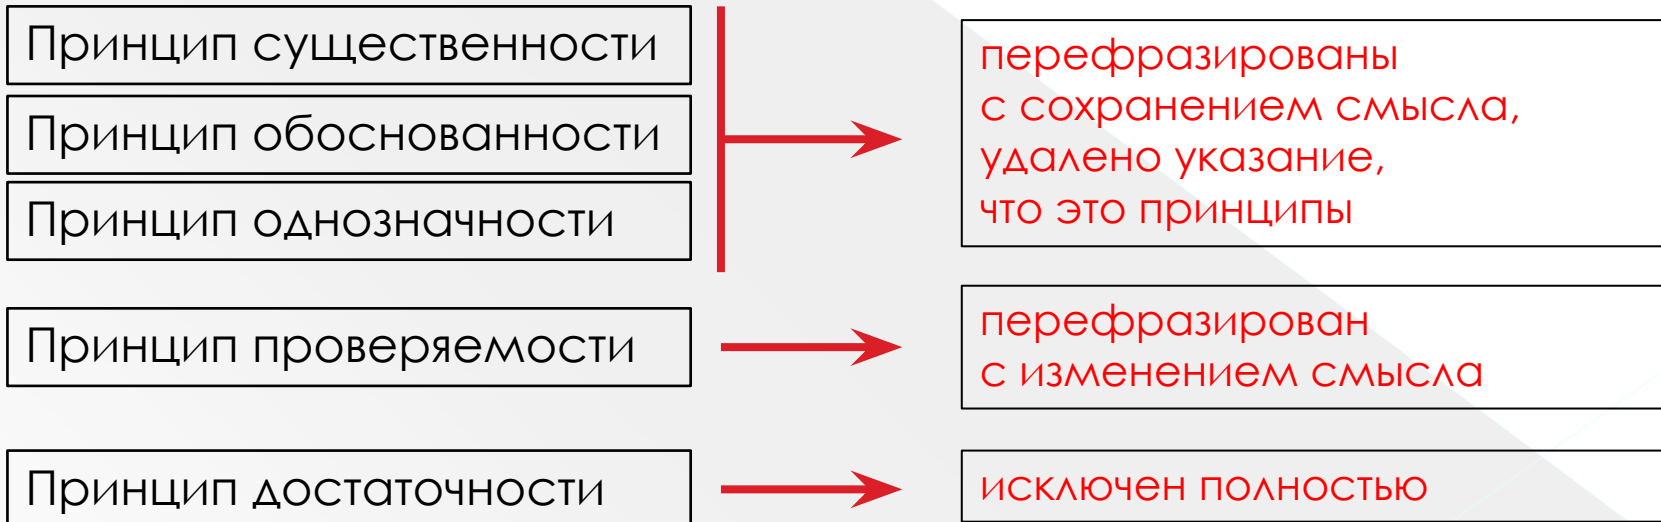 Принцип существенности
Принцип обоснованности
Принцип однозначности
перефразированы
с сохранением смысла,
удалено указание,
что это принципы
Принцип проверяемости
перефразирован
с изменением смысла
Принцип достаточности
исключен полностью